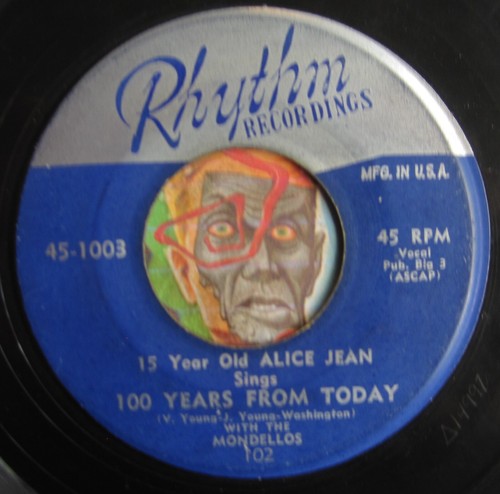 Rhythm
RECORDINGS
MFG. IN U.S.A.
45-1003
45 RPM
Vocal
Pub. Big 3
(ASCAP)
15 Year Old ALICE JEAN
Sings
100 YEARS FROM TODAY
(V. Young-J. Young-Washington)
WITH THE
MONDELLOS
102